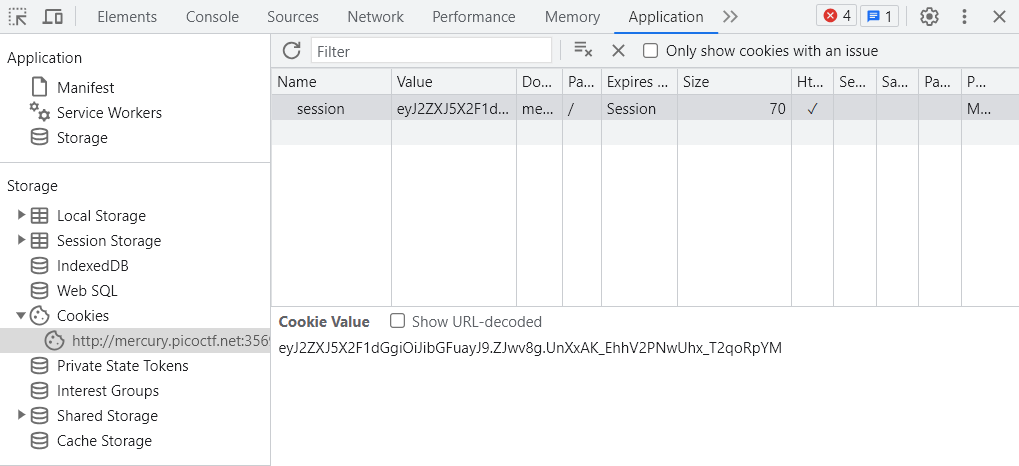 Elements Console Sources Network Performance Memory Application 4 1
Application
Manifest
Service Workers
Storage
Storage
Local Storage
Session Storage
IndexedDB
Web SQL
Cookies
http://mercury.picoctf.net:3569
Private State Tokens
Interest Groups
Shared Storage
Cache Storage
Filter Only show cookies with an issue
Name Value Do... Pa... Expires ... Size Ht... Se... Sa... Pa... P...
session eyJ2ZXJ5X2F1d... me... / Session 70 ✓ M...
Cookie Value Show URL-decoded
eyJ2ZXJ5X2F1dGgiOiJibGFuayJ9.ZJwv8g.UnXxAK_EhhV2PNwUhx_T2qoRpYM